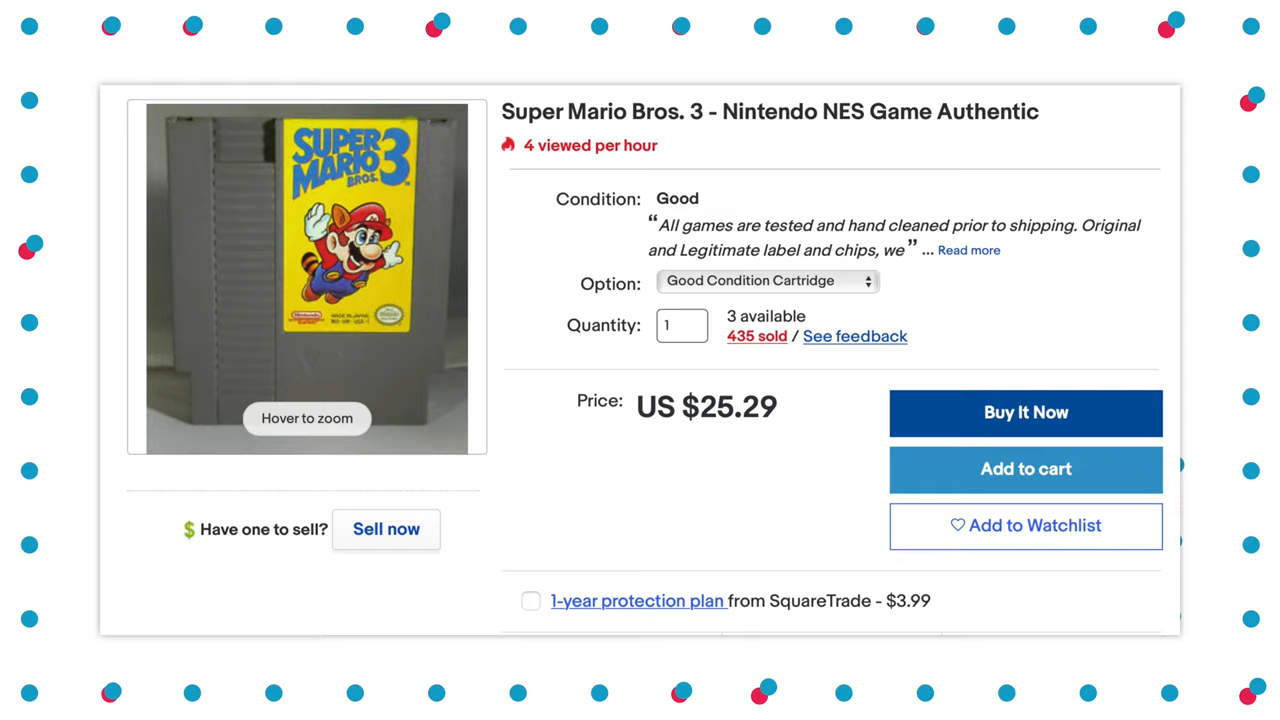 SUPER
MARIO
BROS.
3
Nintendo
MADE IN JAPAN
Hover to zoom
$ Have one to sell?
Sell now
Super Mario Bros. 3 - Nintendo NES Game Authentic
4 viewed per hour
Condition: Good
“All games are tested and hand cleaned prior to shipping. Original
and Legitimate label and chips, we” ... Read more
Option: Good Condition Cartridge
Quantity: 1
3 available
435 sold / See feedback
Price: US $25.29
Buy It Now
Add to cart
Add to Watchlist
1-year protection plan from SquareTrade - $3.99